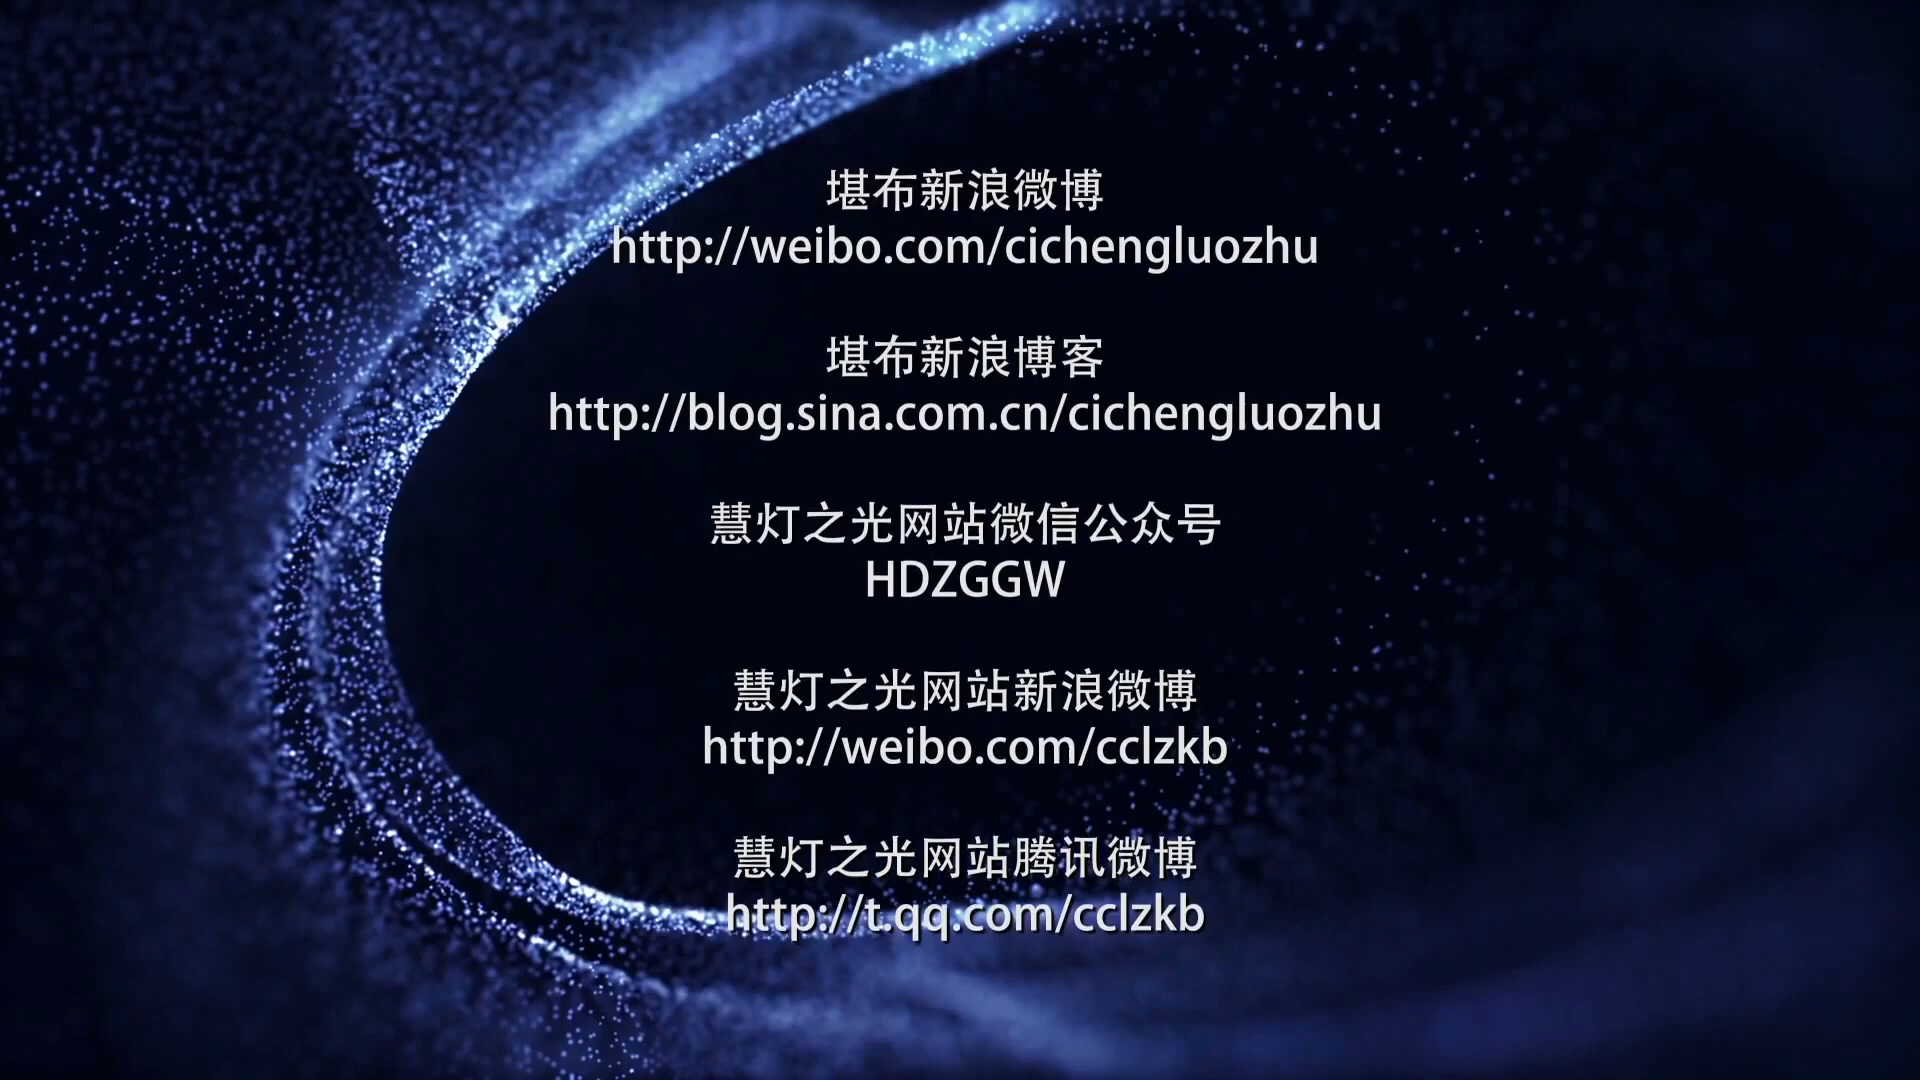 堪布新浪微博
http://weibo.com/cichengluozhu
堪布新浪博客
http://blog.sina.com.cn/cichengluozhu
慧灯之光网站微信公众号
HDZGGW
慧灯之光网站新浪微博
http://weibo.com/cclzkb
慧灯之光网站腾讯微博
http://t.qq.com/cclzkb